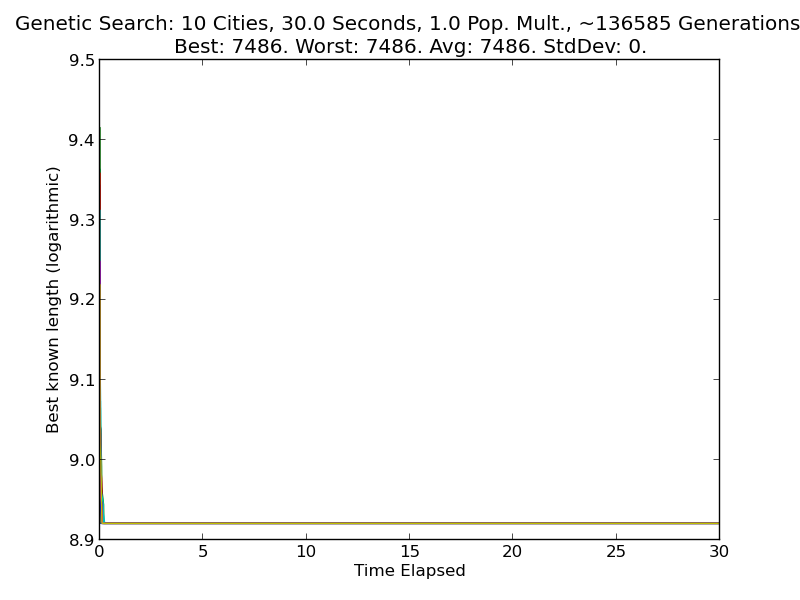 Genetic Search: 10 Cities, 30.0 Seconds, 1.0 Pop. Mult., ~136585 Generations
Best: 7486. Worst: 7486. Avg: 7486. StdDev: 0.
9.5
9.4
9.3
9.2
9.1
9.0
8.9
Best known length (logarithmic)
0 5 10 15 20 25 30
Time Elapsed